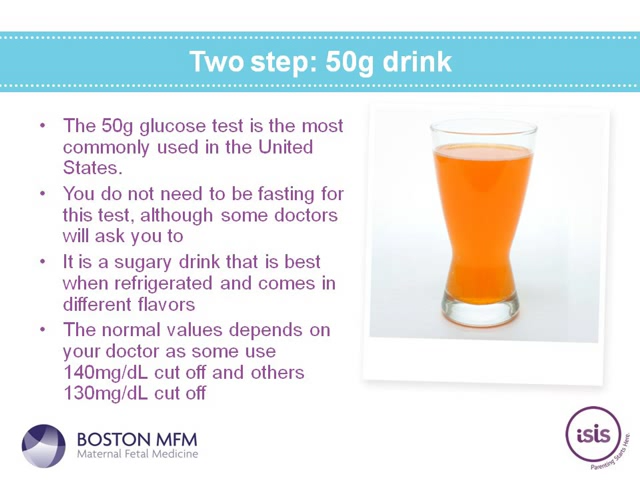 Two step: 50g drink
• The 50g glucose test is the most
commonly used in the United
States.
• You do not need to be fasting for
this test, although some doctors
will ask you to
• It is a sugary drink that is best
when refrigerated and comes in
different flavors
• The normal values depends on
your doctor as some use
140mg/dL cut off and others
130mg/dL cut off
BOSTON MFM
Maternal Fetal Medicine
isis
Parenting Starts Here.